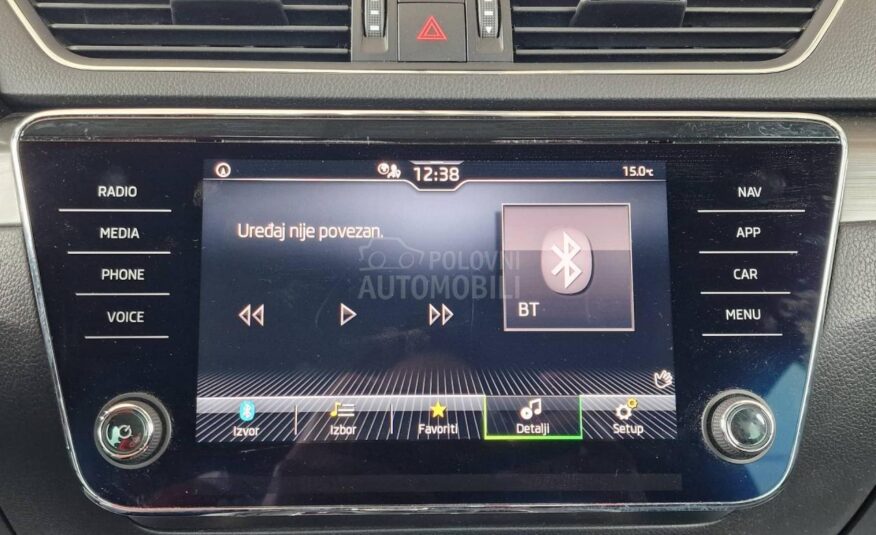 RADIO
MEDIA
PHONE
VOICE
12:38
15.0°C
Uređaj nije povezan.
BT
POLOVNI
AUTOMOBILI
Izvor
Izbor
Favoriti
Detalji
Setup
NAV
APP
CAR
MENU